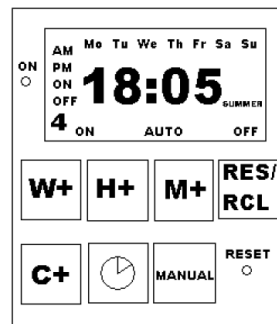 Mo Tu We Th Fr Sa Su
AM
PM
ON
ON
OFF
18:05
SUMMER
4
ON AUTO OFF
W+ H+ M+ RES/
RCL
C+ MANUAL RESET